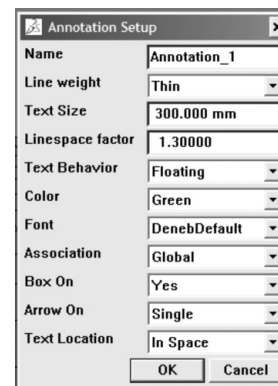 Annotation Setup
Name Annotation_1
Line weight Thin
Text Size 300.000 mm
Linespace factor 1.30000
Text Behavior Floating
Color Green
Font DenebDefault
Association Global
Box On Yes
Arrow On Single
Text Location In Space
OK Cancel